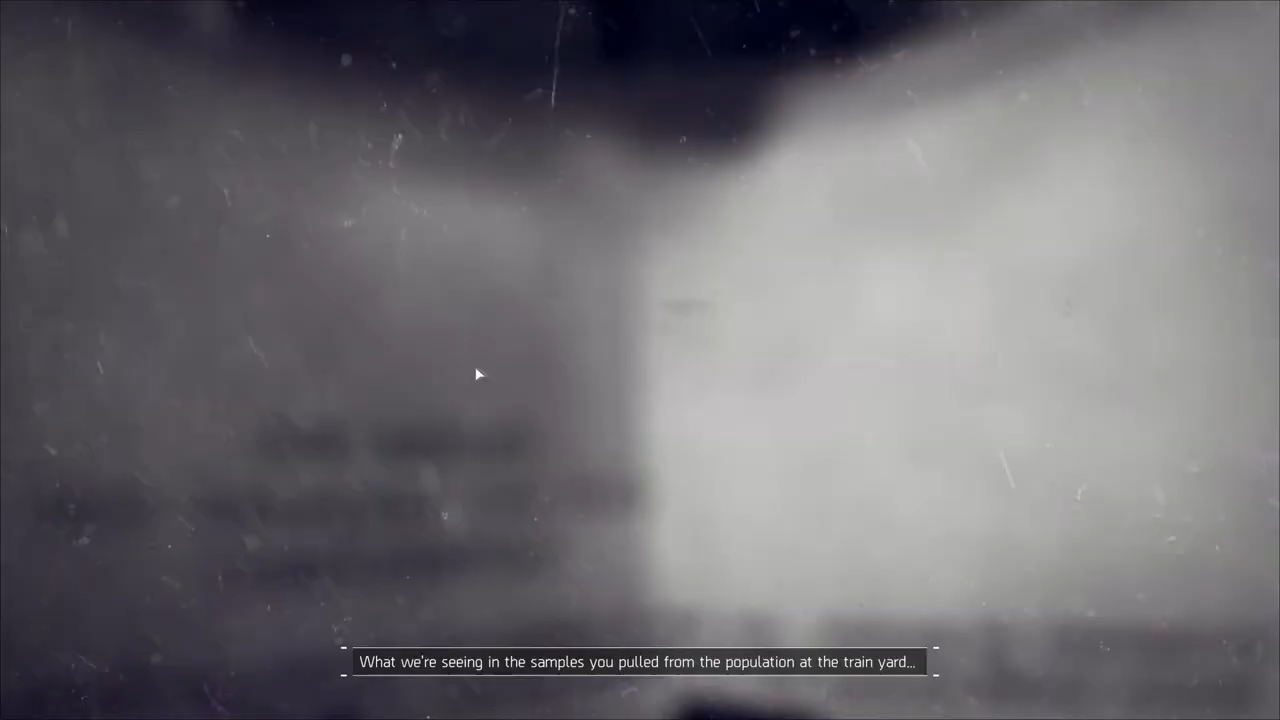 What we're seeing in the samples you pulled from the population at the train yard...